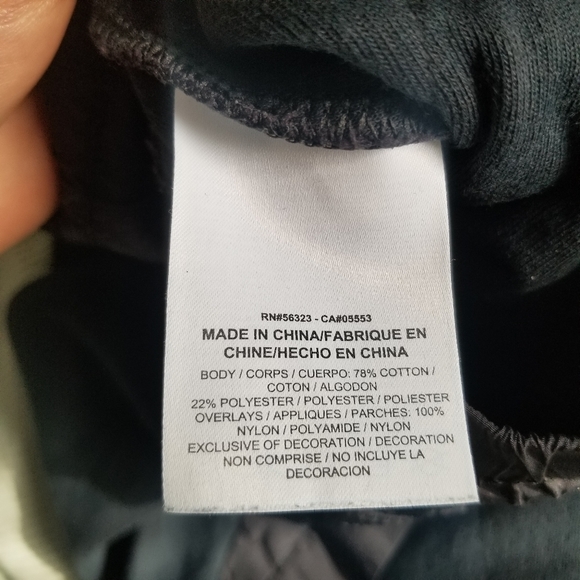 RN#56323 - CA#05553
MADE IN CHINA/FABRIQUE EN
CHINE/HECHO EN CHINA
BODY / CORPS / CUERPO: 78% COTTON /
COTON / ALGODON
22% POLYESTER / POLYESTER / POLIESTER
OVERLAYS / APPLIQUES / PARCHES: 100%
NYLON / POLYAMIDE / NYLON
EXCLUSIVE OF DECORATION / DECORATION
NON COMPRISE / NO INCLUYE LA
DECORACION